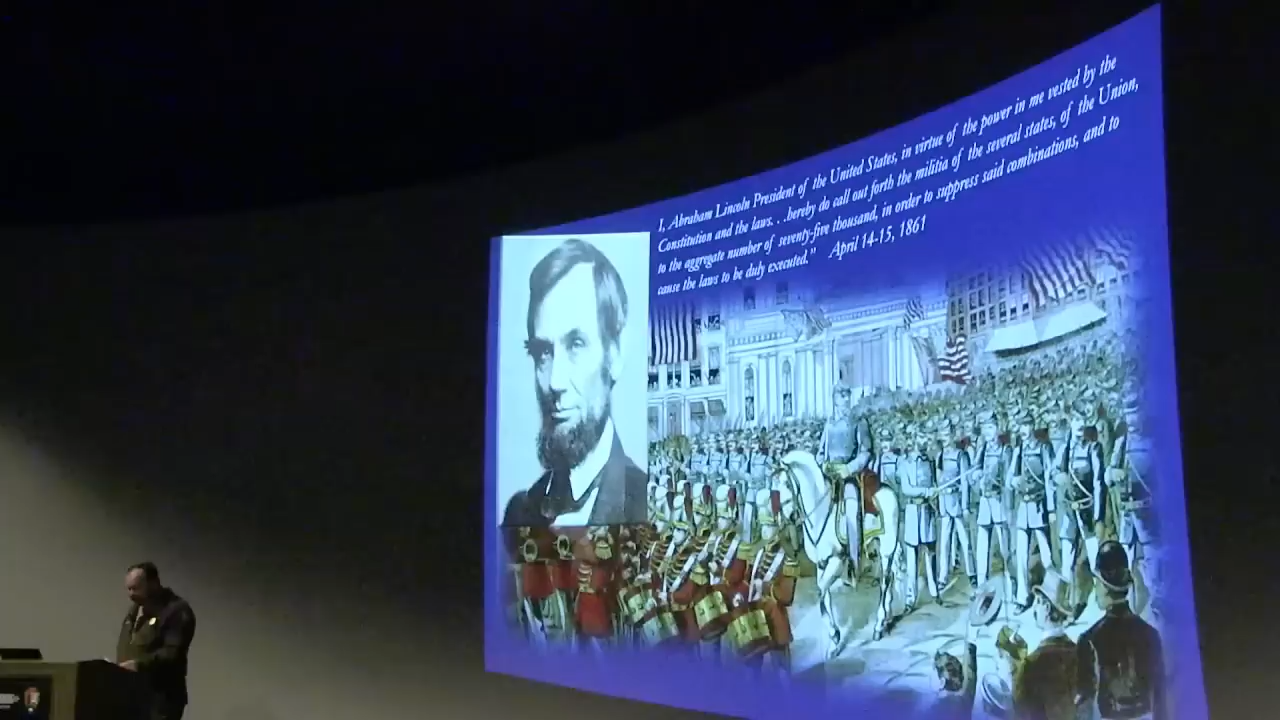 I, Abraham Lincoln President of the United States, in virtue of the power in me vested by the
Constitution and the laws. . .hereby do call out forth the militia of the several states, of the Union,
to the aggregate number of seventy-five thousand, in order to suppress said combinations, and to
cause the laws to be duly executed." April 14-15, 1861